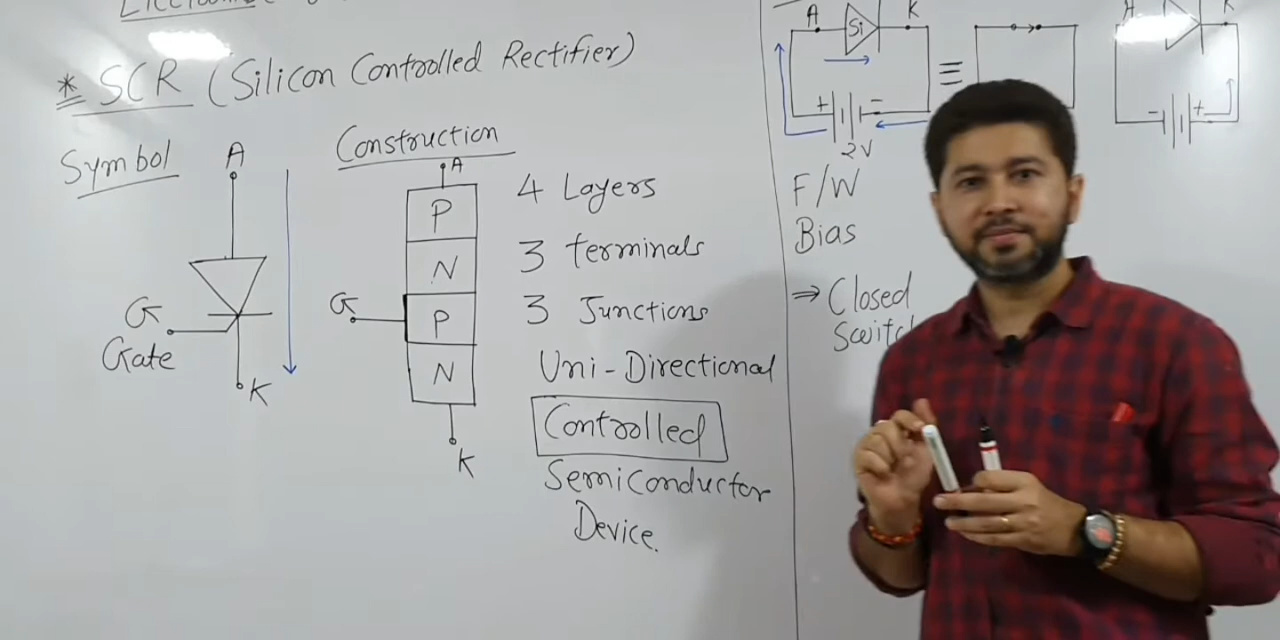 * SCR (Silicon Controlled Rectifier)
Symbol
A
G
Gate
K
Construction
A
P
N
G
P
N
K
4 Layers
3 terminals
3 Junctions
Uni-Directional
Controlled
Semiconductor
Device.
A
Si
K
+
-
2V
≡
F/W
Bias
⇒ Closed
Switch
K
-
+